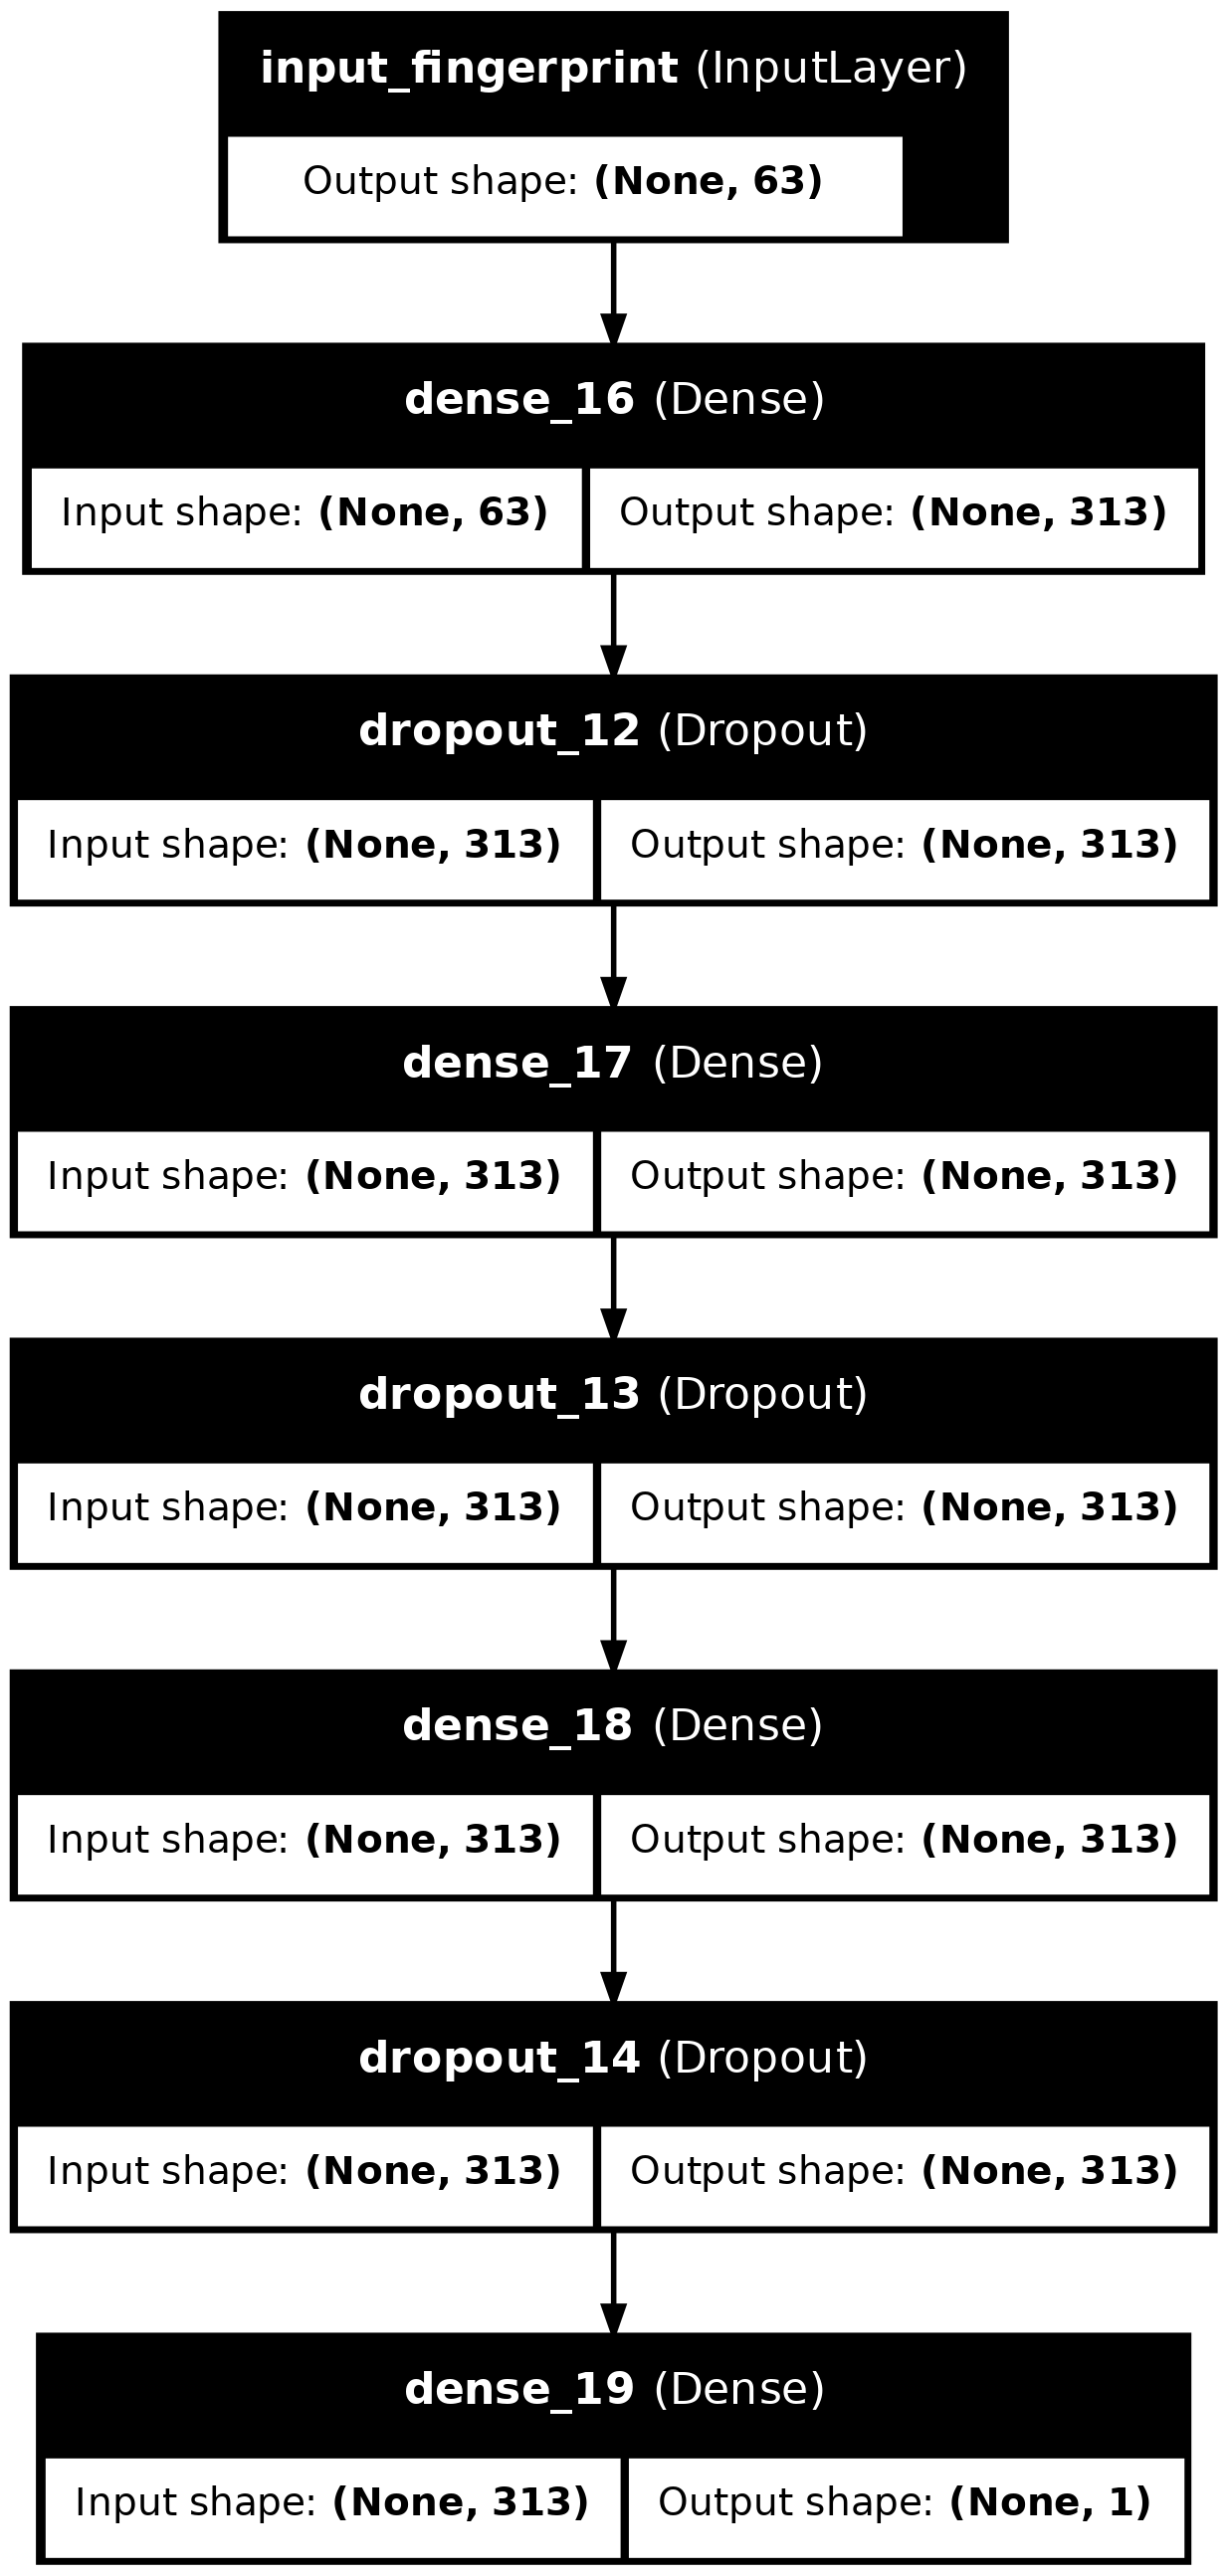 input_fingerprint (InputLayer)
Output shape: (None, 63)
dense_16 (Dense)
Input shape: (None, 63) Output shape: (None, 313)
dropout_12 (Dropout)
Input shape: (None, 313) Output shape: (None, 313)
dense_17 (Dense)
Input shape: (None, 313) Output shape: (None, 313)
dropout_13 (Dropout)
Input shape: (None, 313) Output shape: (None, 313)
dense_18 (Dense)
Input shape: (None, 313) Output shape: (None, 313)
dropout_14 (Dropout)
Input shape: (None, 313) Output shape: (None, 313)
dense_19 (Dense)
Input shape: (None, 313) Output shape: (None, 1)